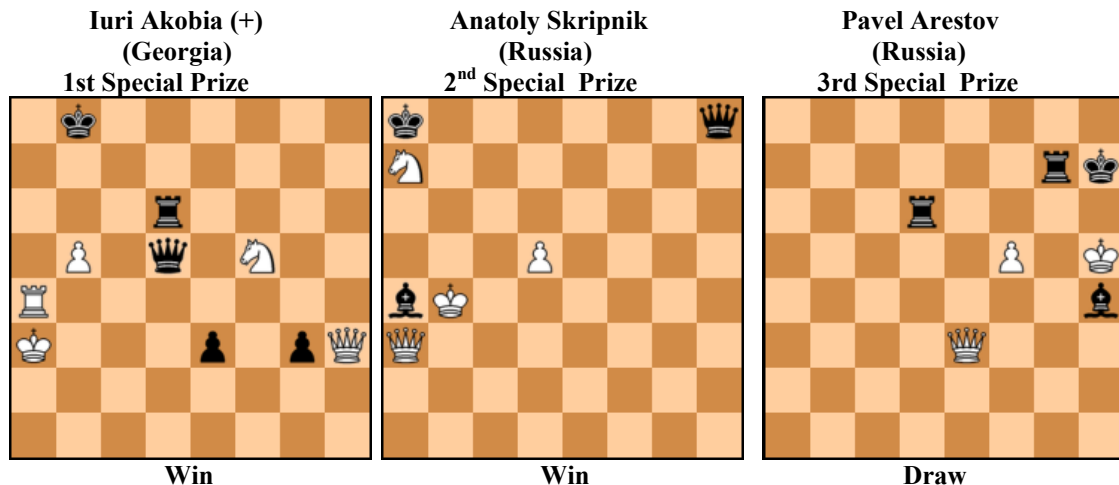 Iuri Akobia (+)
(Georgia)
1st Special Prize
Win
Anatoly Skripnik
(Russia)
2nd Special Prize
Win
Pavel Arestov
(Russia)
3rd Special Prize
Draw